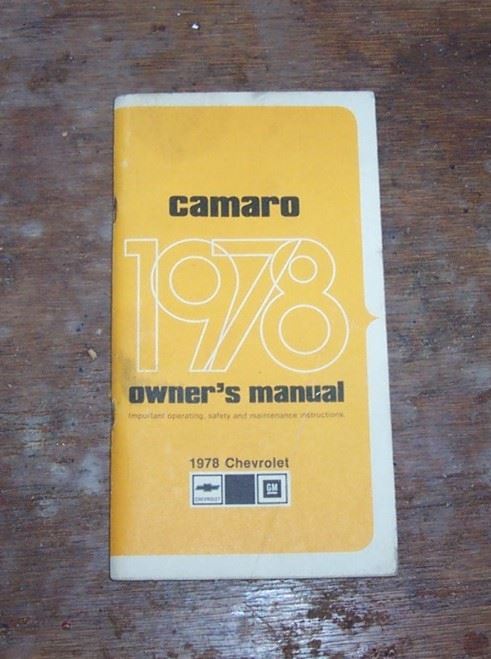 camaro
1978
owner's manual
Important operating, safety and maintenance instructions.
1978 Chevrolet
CHEVROLET
GM